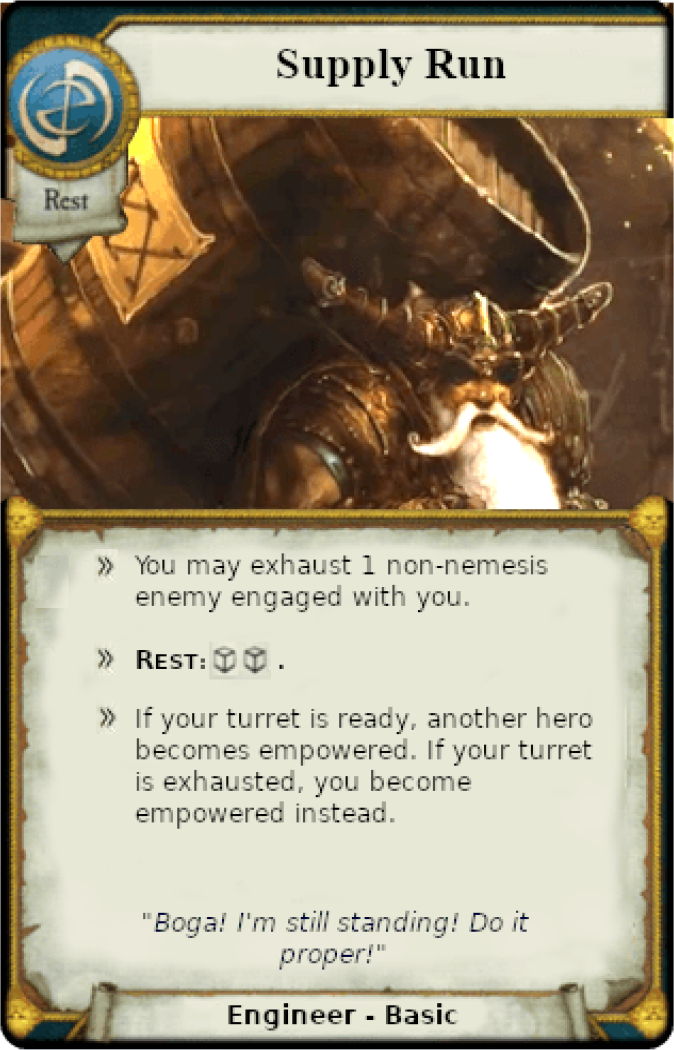 Supply Run
Rest
» You may exhaust 1 non-nemesis
enemy engaged with you.
» REST: .
» If your turret is ready, another hero
becomes empowered. If your turret
is exhausted, you become
empowered instead.
"Boga! I'm still standing! Do it
proper!"
Engineer - Basic